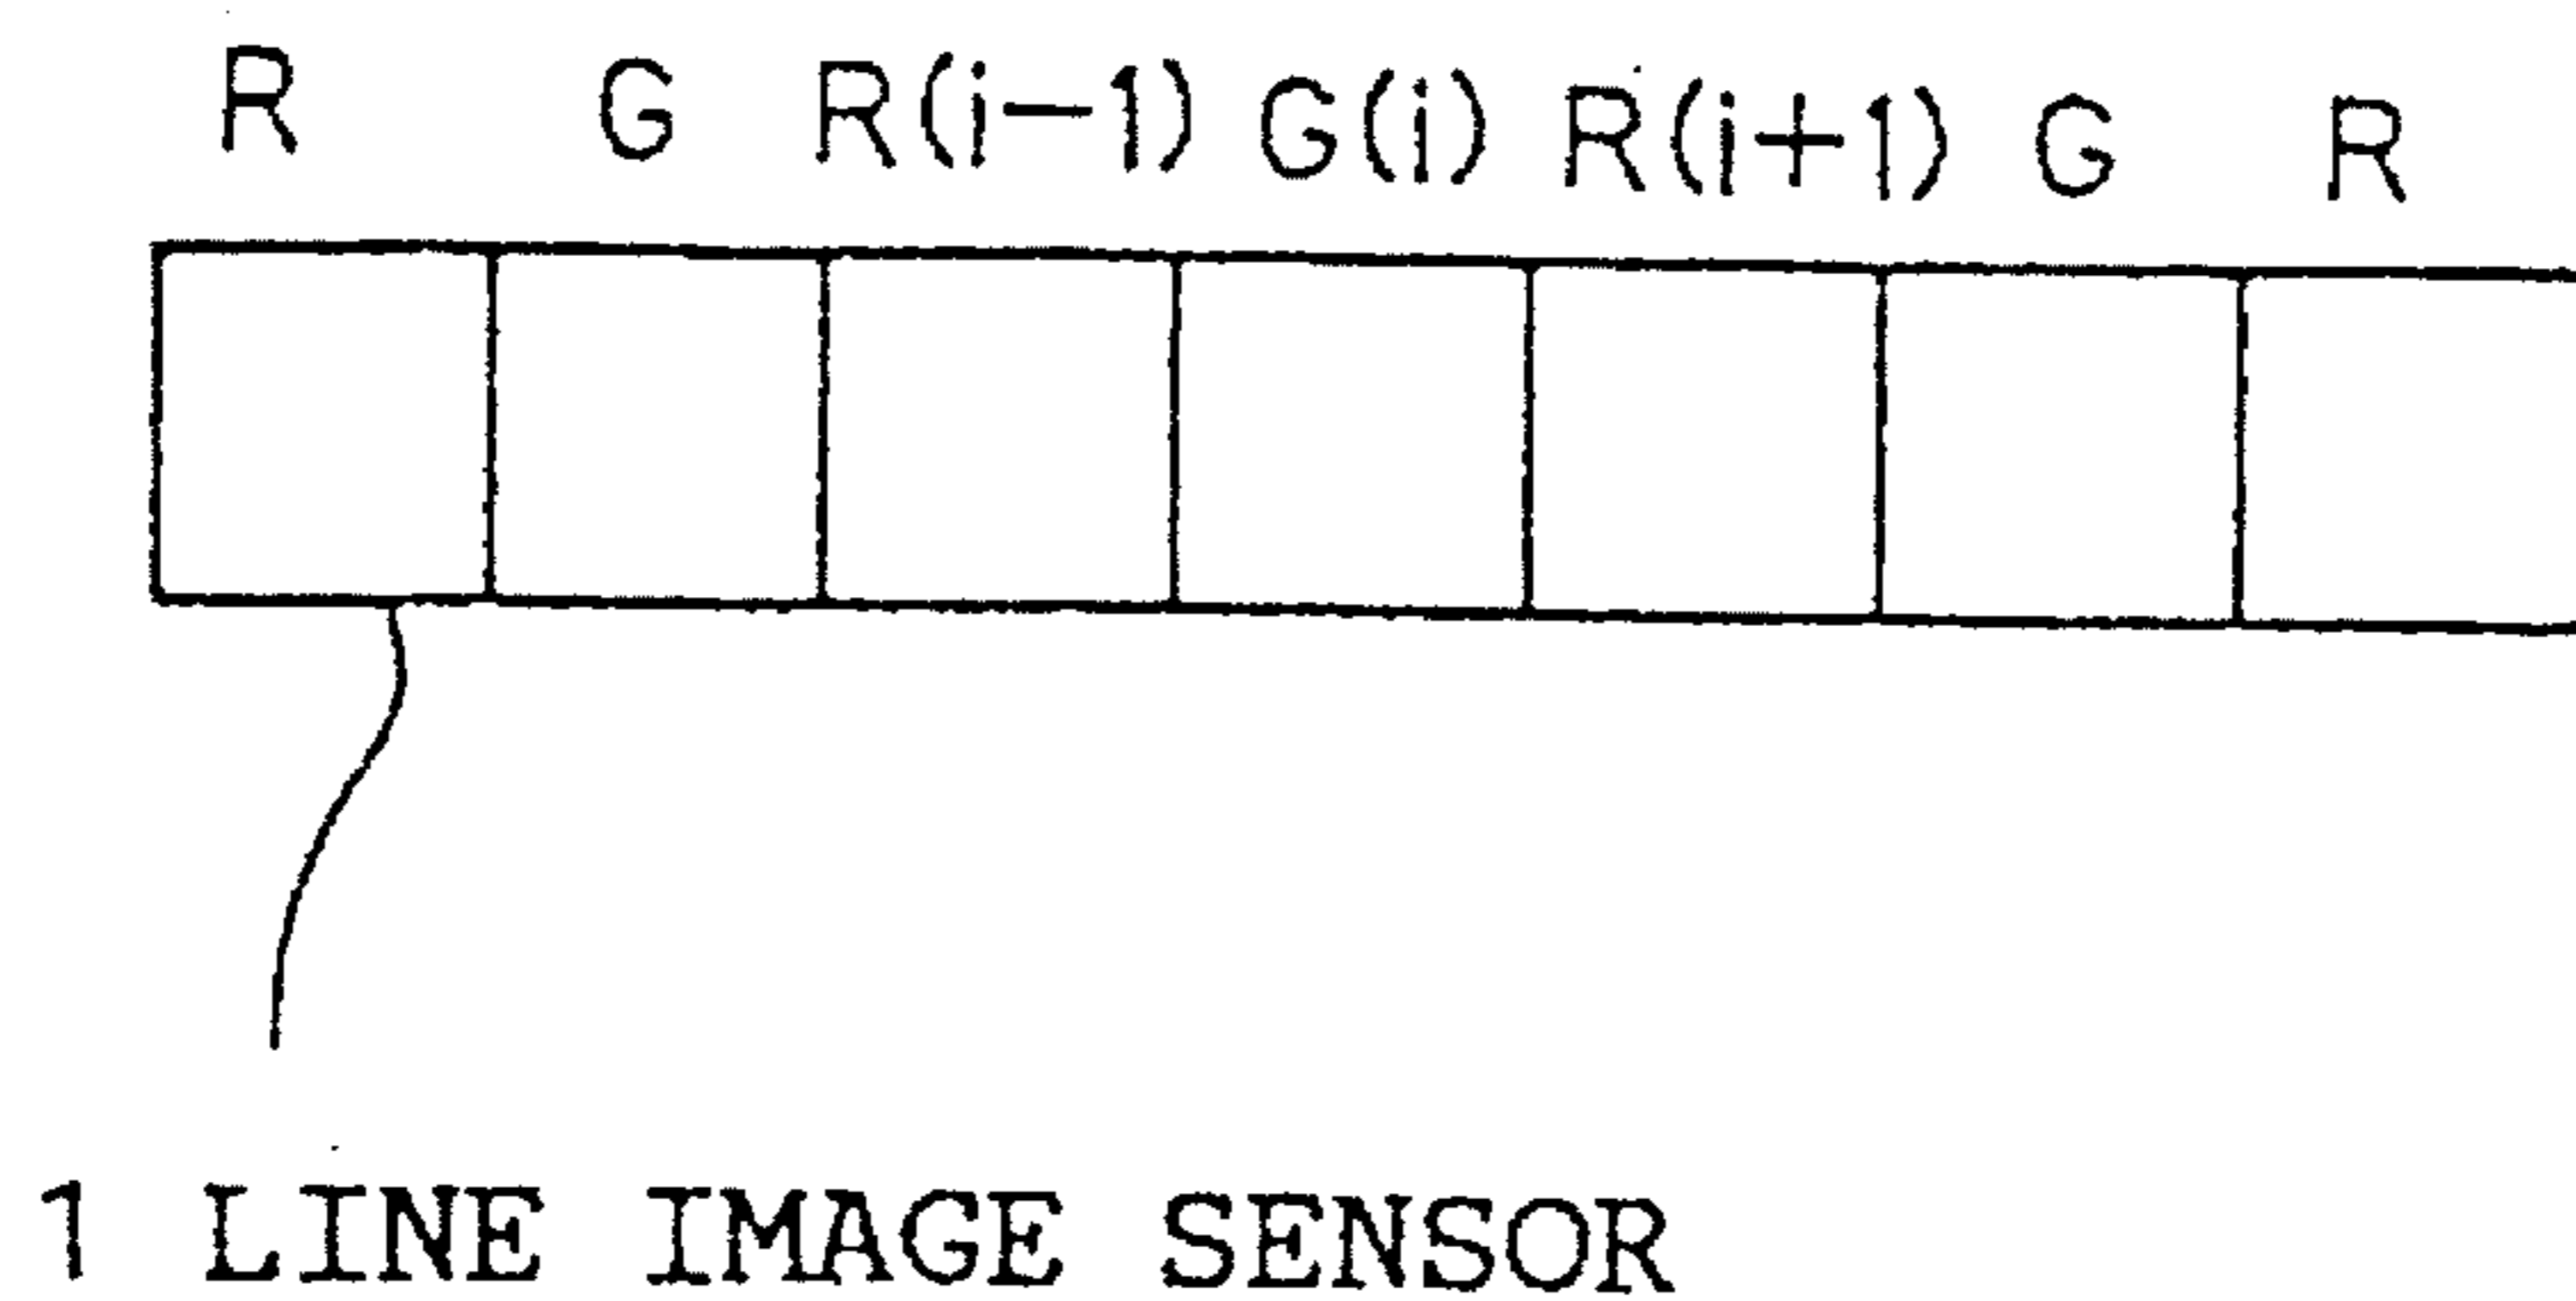 R G R(i-1) G(i) R(i+1) G R
1 LINE IMAGE SENSOR